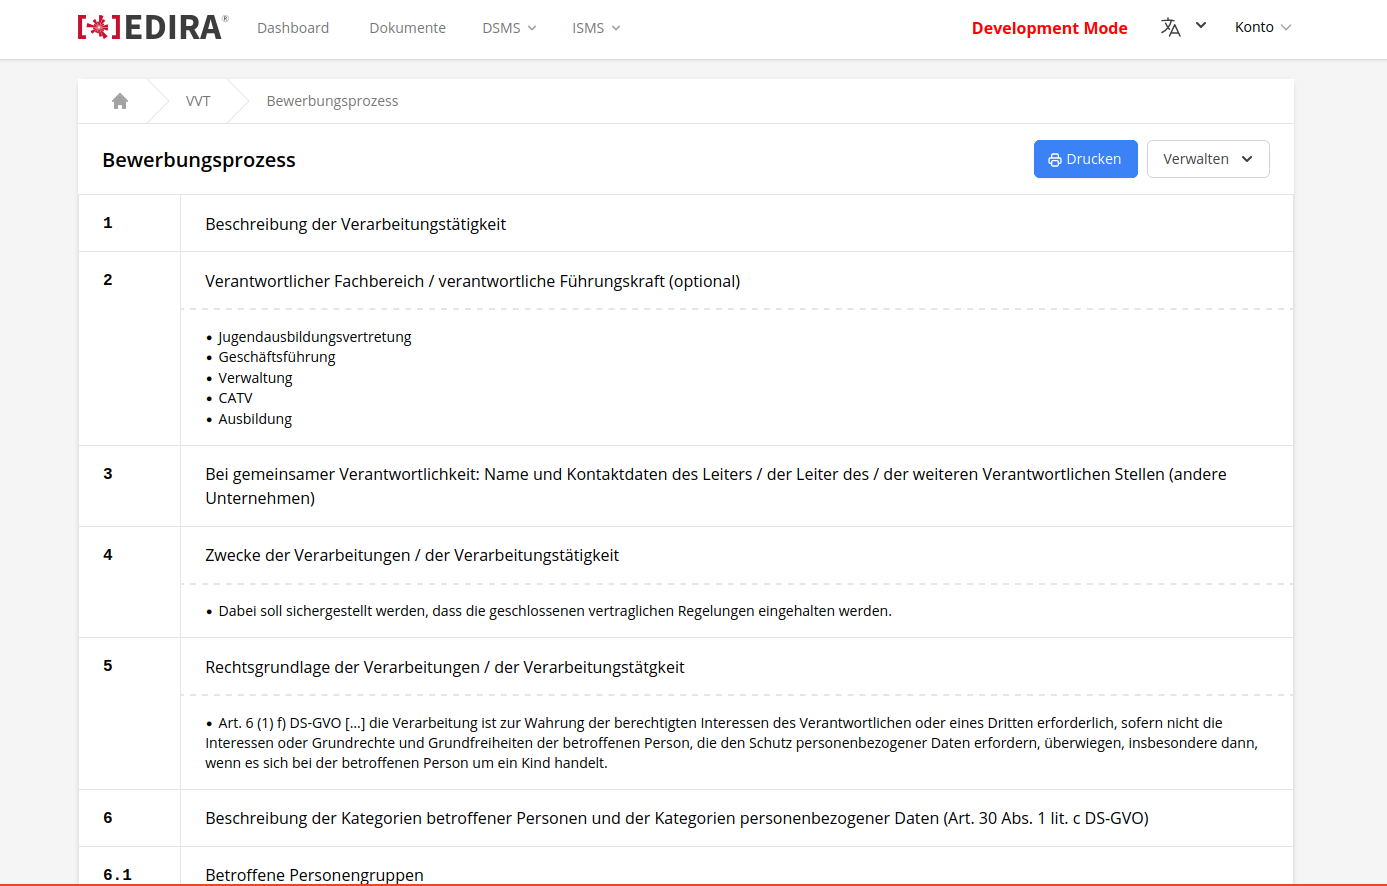 [*]EDIRA® Dashboard Dokumente DSMS ISMS Development Mode Konto
VVT Bewerbungsprozess
Bewerbungsprozess Drucken Verwalten
1 Beschreibung der Verarbeitungstätigkeit
2 Verantwortlicher Fachbereich / verantwortliche Führungskraft (optional)
• Jugendausbildungsvertretung
• Geschäftsführung
• Verwaltung
• CATV
• Ausbildung
3 Bei gemeinsamer Verantwortlichkeit: Name und Kontaktdaten des Leiters / der Leiter des / der weiteren Verantwortlichen Stellen (andere
Unternehmen)
4 Zwecke der Verarbeitungen / der Verarbeitungstätigkeit
• Dabei soll sichergestellt werden, dass die geschlossenen vertraglichen Regelungen eingehalten werden.
5 Rechtsgrundlage der Verarbeitungen / der Verarbeitungstätgkeit
• Art. 6 (1) f) DS-GVO [...] die Verarbeitung ist zur Wahrung der berechtigten Interessen des Verantwortlichen oder eines Dritten erforderlich, sofern nicht die
Interessen oder Grundrechte und Grundfreiheiten der betroffenen Person, die den Schutz personenbezogener Daten erfordern, überwiegen, insbesondere dann,
wenn es sich bei der betroffenen Person um ein Kind handelt.
6 Beschreibung der Kategorien betroffener Personen und der Kategorien personenbezogener Daten (Art. 30 Abs. 1 lit. c DS-GVO)
6.1 Betroffene Personengruppen